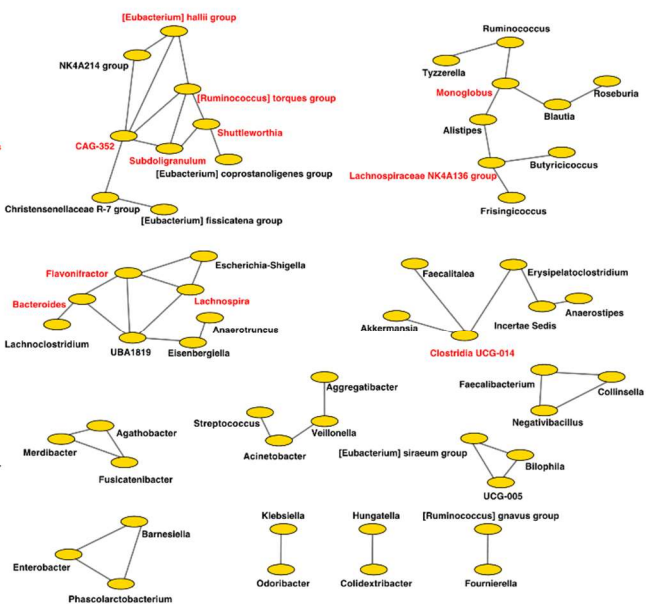 [Eubacterium] hallii group
NK4A214 group
[Ruminococcus] torques group
CAG-352
Shuttleworthia
Subdoligranulum
[Eubacterium] coprostanoligenes group
Christensenellaceae R-7 group
[Eubacterium] fissicatena group
Ruminococcus
Tyzzerella
Monoglobus
Roseburia
Blautia
Alistipes
Butyricicoccus
Lachnospiraceae NK4A136 group
Frisingicoccus
Flavonifractor
Escherichia-Shigella
Bacteroides
Lachnospira
Anaerotruncus
Lachnoclostridium
UBA1819
Eisenbergiella
Faecalitalea
Erysipelatoclostridium
Anaerostipes
Akkermansia
Incertae Sedis
Clostridia UCG-014
Faecalibacterium
Collinsella
Negativibacillus
Aggregatibacter
Streptococcus
Veillonella
Acinetobacter
Agathobacter
Merdibacter
Fusicatenibacter
[Eubacterium] siraeum group
Bilophila
UCG-005
Barnesiella
Enterobacter
Phascolarctobacterium
Klebsiella
Odoribacter
Hungatella
Colidextribacter
[Ruminococcus] gnavus group
Fournierella